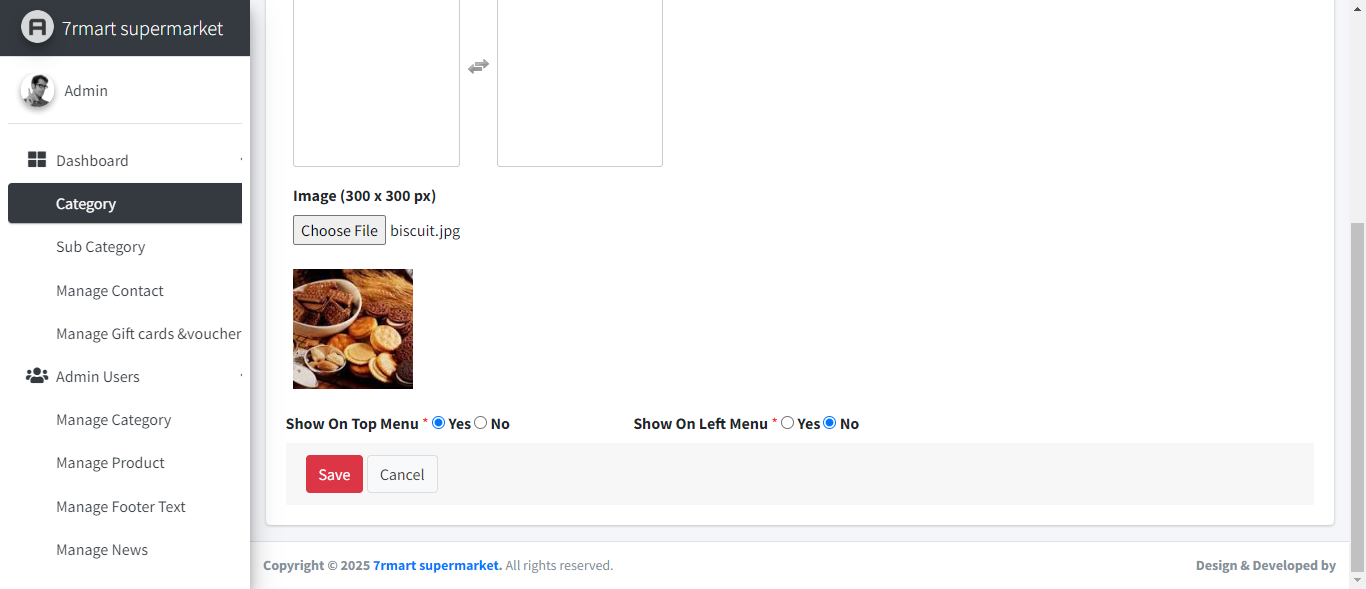 7rmart supermarket
Admin
Dashboard
Category
Sub Category
Manage Contact
Manage Gift cards &voucher
Admin Users
Manage Category
Manage Product
Manage Footer Text
Manage News
Image (300 x 300 px)
Choose File biscuit.jpg
Show On Top Menu * Yes No Show On Left Menu * Yes No
Save Cancel
Copyright © 2025 7rmart supermarket. All rights reserved. Design & Developed by